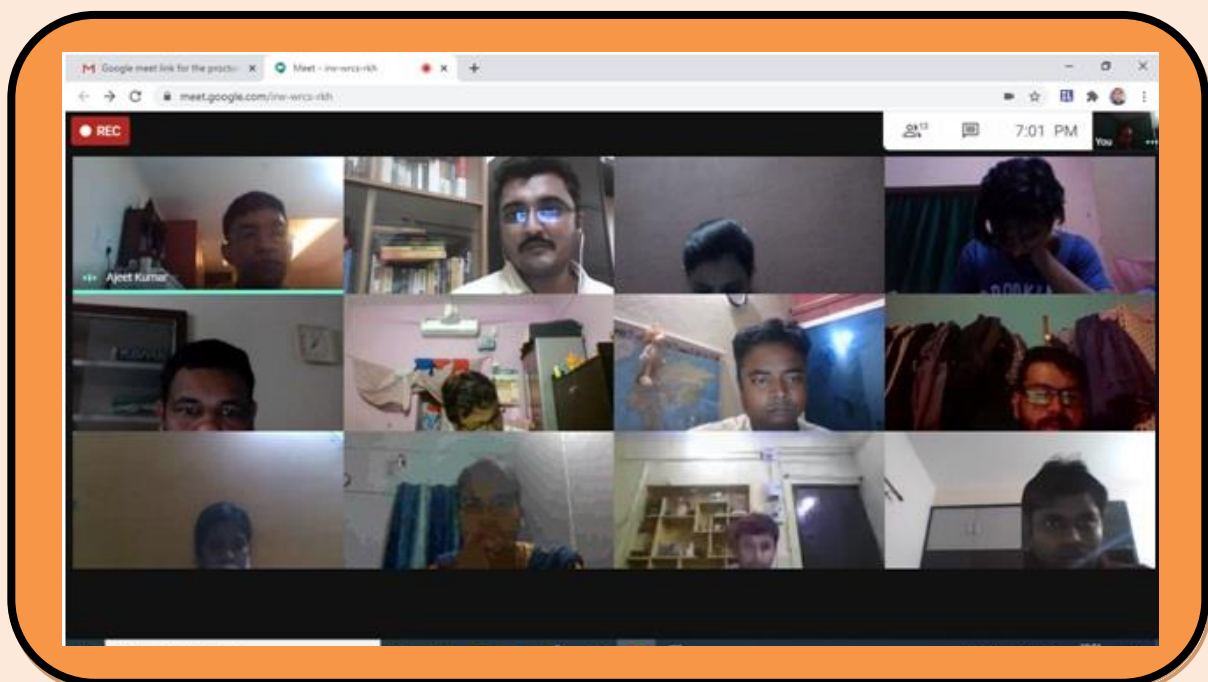 Google meet link for the proctor
Meet – inw-wrcs-rkh
meet.google.com/inw-wrcs-rkh
REC
13
7:01 PM
You
Ajeet Kumar